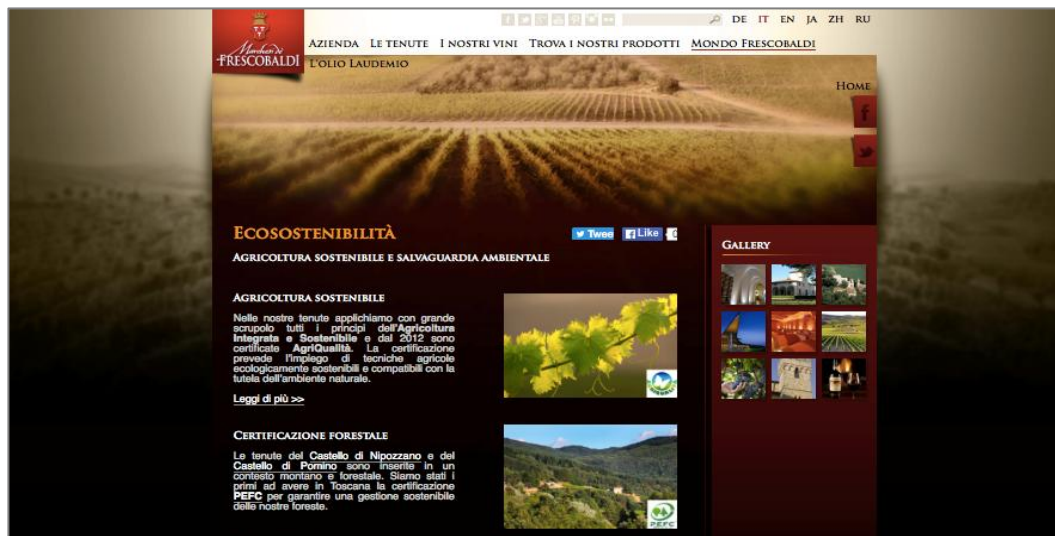 DE IT EN JA ZH RU
Marchesi de'
FRESCOBALDI
AZIENDA LE TENUTE I NOSTRI VINI TROVA I NOSTRI PRODOTTI MONDO FRESCOBALDI
L'OLIO LAUDEMIO
HOME
ECOSOSTENIBILITÀ
Twee
Like
AGRICOLTURA SOSTENIBILE E SALVAGUARDIA AMBIENTALE
GALLERY
AGRICOLTURA SOSTENIBILE
Nelle nostre tenute applichiamo con grande
scrupolo tutti i principi dell'Agricoltura
Integrata e Sostenibile e dal 2012 sono
certificate AgriQualità. La certificazione
prevede l'impiego di tecniche agricole
ecologicamente sostenibili e compatibili con la
tutela dell'ambiente naturale.
Leggi di più >>
CERTIFICAZIONE FORESTALE
Le tenute del Castello di Nipozzano e del
Castello di Pomino sono inserite in un
contesto montano e forestale. Siamo stati i
primi ad avere in Toscana la certificazione
PEFC per garantire una gestione sostenibile
delle nostre foreste.
PEFC